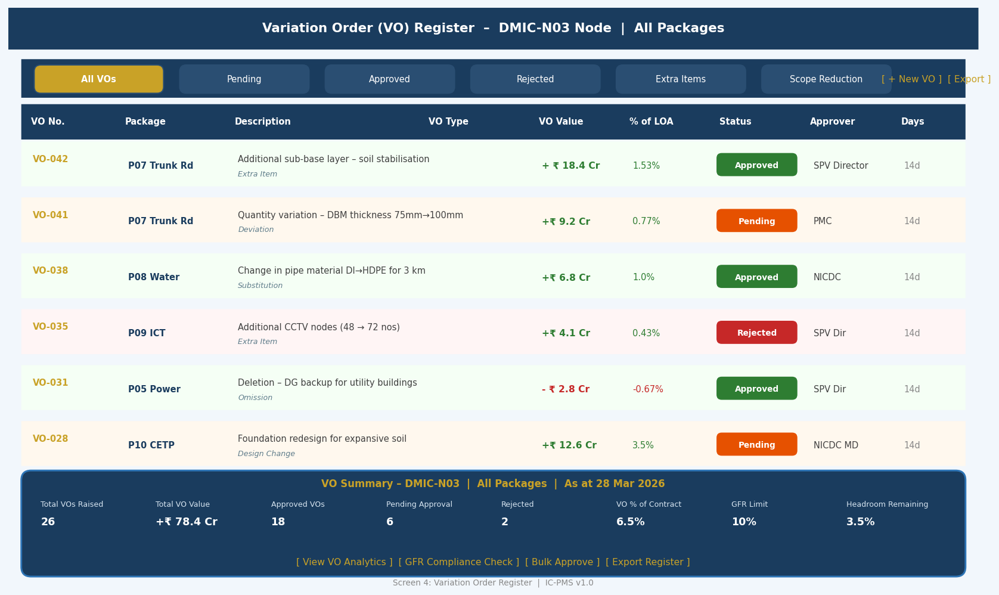 Variation Order (VO) Register – DMIC-N03 Node | All Packages
All VOs Pending Approved Rejected Extra Items Scope Reduction [ + New VO ] [ Export ]
VO No. Package Description VO Type VO Value % of LOA Status Approver Days
VO-042 P07 Trunk Rd Additional sub-base layer – soil stabilisation + ₹ 18.4 Cr 1.53% Approved SPV Director 14d
Extra Item
VO-041 P07 Trunk Rd Quantity variation – DBM thickness 75mm→100mm +₹ 9.2 Cr 0.77% Pending PMC 14d
Deviation
VO-038 P08 Water Change in pipe material DI→HDPE for 3 km +₹ 6.8 Cr 1.0% Approved NICDC 14d
Substitution
VO-035 P09 ICT Additional CCTV nodes (48 → 72 nos) +₹ 4.1 Cr 0.43% Rejected SPV Dir 14d
Extra Item
VO-031 P05 Power Deletion – DG backup for utility buildings - ₹ 2.8 Cr -0.67% Approved SPV Dir 14d
Omission
VO-028 P10 CETP Foundation redesign for expansive soil +₹ 12.6 Cr 3.5% Pending NICDC MD 14d
Design Change
VO Summary – DMIC-N03 | All Packages | As at 28 Mar 2026
Total VOs Raised Total VO Value Approved VOs Pending Approval Rejected VO % of Contract GFR Limit Headroom Remaining
26 +₹ 78.4 Cr 18 6 2 6.5% 10% 3.5%
[ View VO Analytics ] [ GFR Compliance Check ] [ Bulk Approve ] [ Export Register ]
Screen 4: Variation Order Register | IC-PMS v1.0